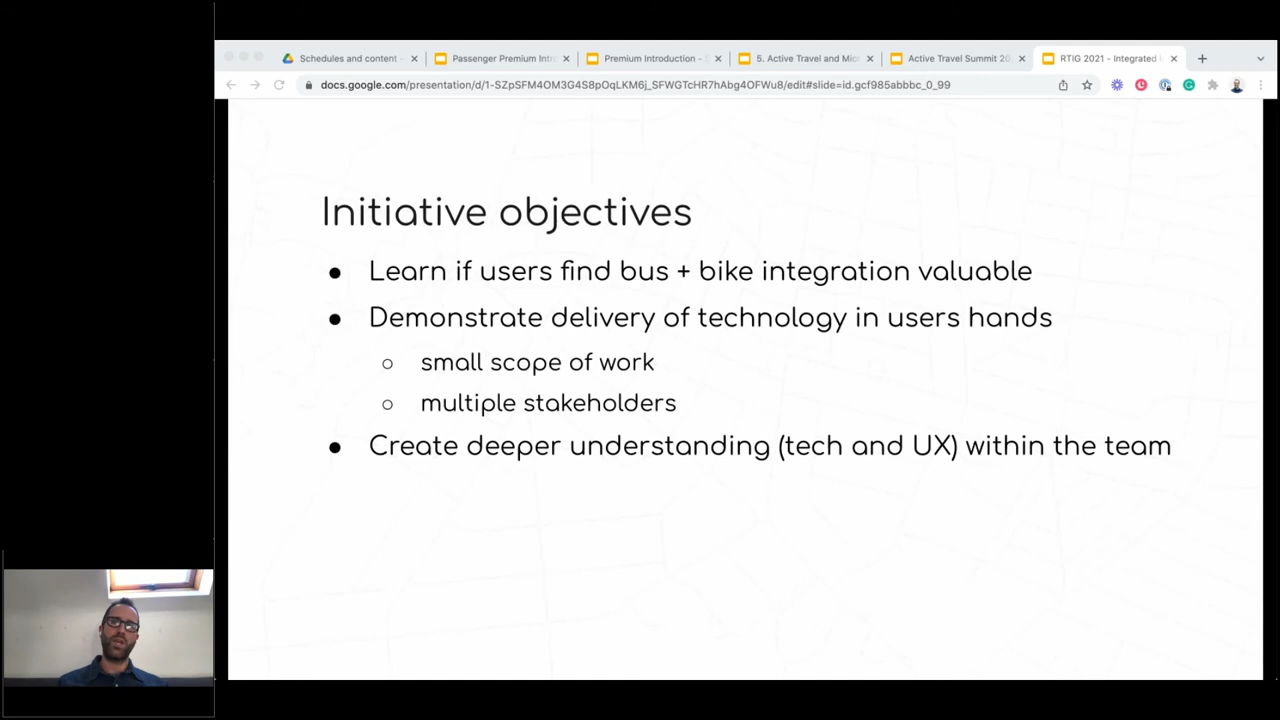 Schedules and content -
Passenger Premium Intr
Premium Introduction -
5. Active Travel and Mic
Active Travel Summit 20
RTIG 2021 - Integrated
docs.google.com/presentation/d/1-SZpSFM4OM3G4S8pOqLKM6j_SFWGTcHR7hAbg4OFWu8/edit#slide=id.gcf985abbbc_0_99
Initiative objectives
Learn if users find bus + bike integration valuable
Demonstrate delivery of technology in users hands
small scope of work
multiple stakeholders
Create deeper understanding (tech and UX) within the team